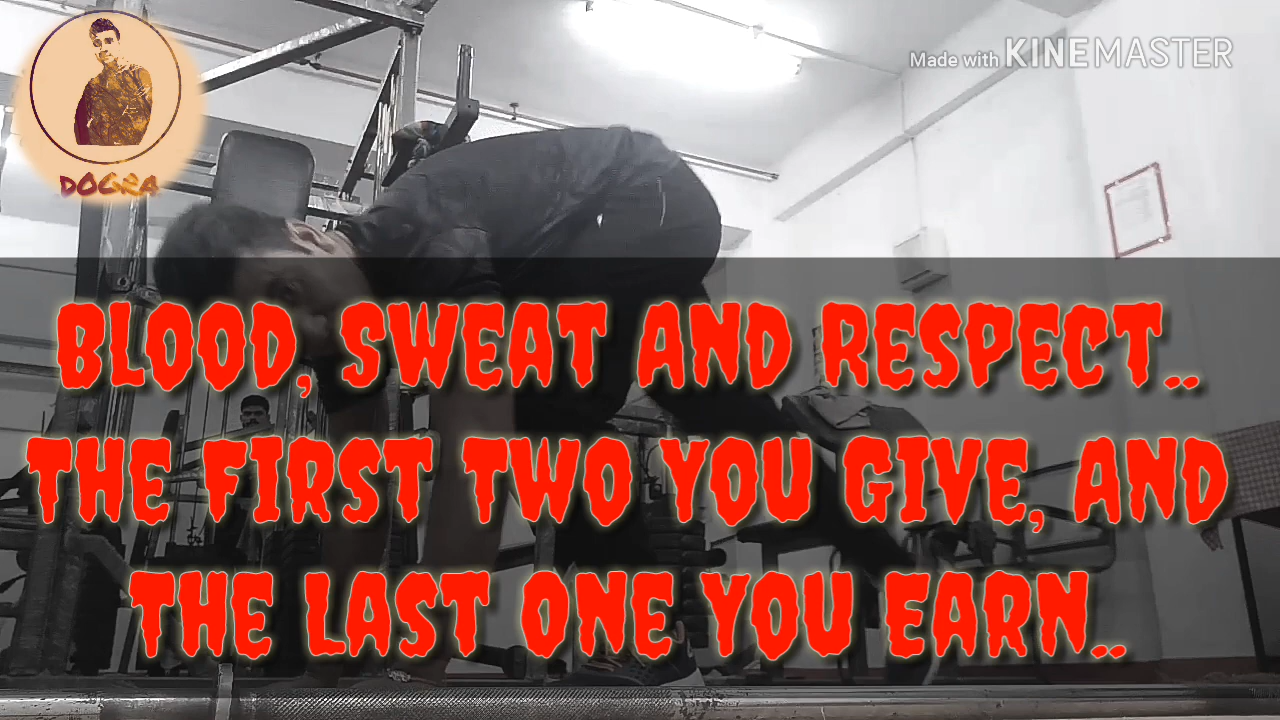 Made with KINEMASTER
DOGRA
BLOOD, SWEAT AND RESPECT..
THE FIRST TWO YOU GIVE, AND
THE LAST ONE YOU EARN..